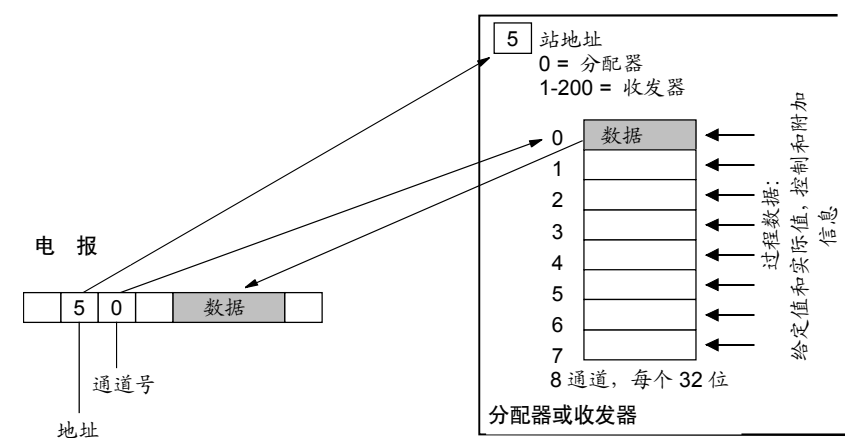 5 站地址
0 = 分配器
1-200 = 收发器
0 数据
1
2
3
4
5
6
7
8 通道，每个 32 位
分配器或收发器
过程数据：
给定值和实际值，控制和附加
信息
电 报
5 0 数据
通道号
地址